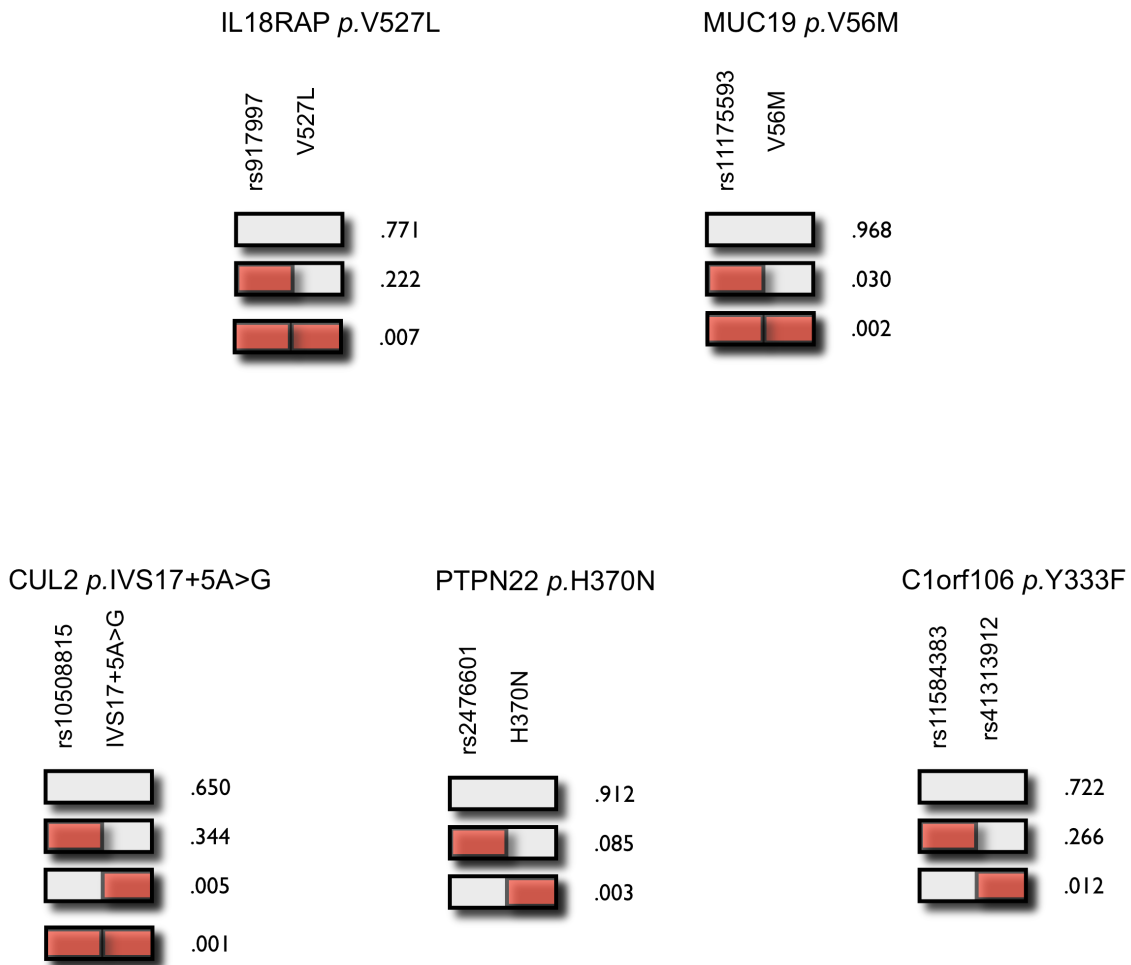 IL18RAP p.V527L
rs917997
V527L
.771
.222
.007
MUC19 p.V56M
rs11175593
V56M
.968
.030
.002
CUL2 p.IVS17+5A>G
rs10508815
IVS17+5A>G
.650
.344
.005
.001
PTPN22 p.H370N
rs2476601
H370N
.912
.085
.003
C1orf106 p.Y333F
rs11584383
rs41313912
.722
.266
.012